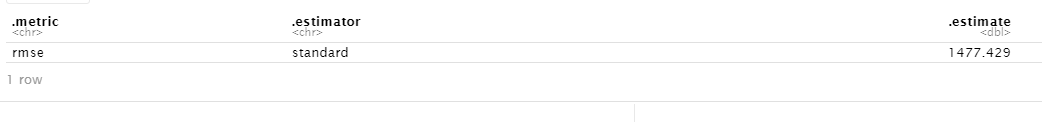 .metric .estimator .estimate
<chr> <chr> <dbl>
rmse standard 1477.429
1 row